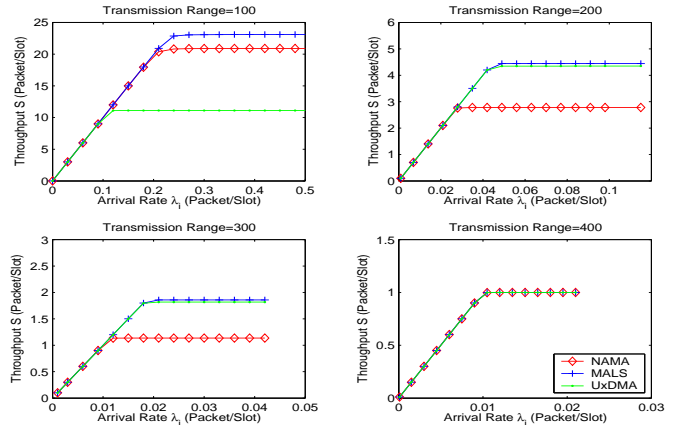 Transmission Range=100
25
20
15
10
5
0
0 0.1 0.2 0.3 0.4 0.5
Throughput S (Packet/Slot)
Arrival Rate λi (Packet/Slot)
Transmission Range=200
6
5
4
3
2
1
0
0 0.02 0.04 0.06 0.08 0.1
Throughput S (Packet/Slot)
Arrival Rate λi (Packet/Slot)
Transmission Range=300
3
2.5
2
1.5
1
0.5
0
0 0.01 0.02 0.03 0.04 0.05
Throughput S (Packet/Slot)
Arrival Rate λi (Packet/Slot)
Transmission Range=400
1.5
1
0.5
0
0 0.01 0.02 0.03
Throughput S (Packet/Slot)
Arrival Rate λi (Packet/Slot)
NAMA
MALS
UxDMA